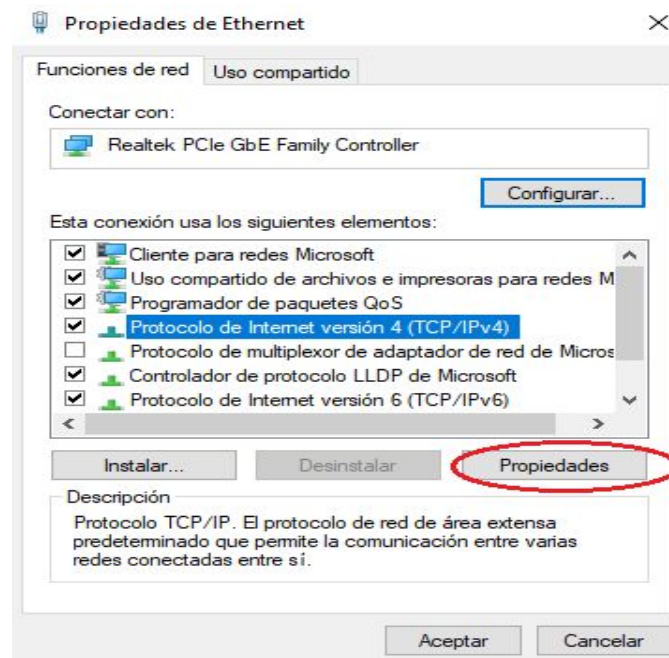 Propiedades de Ethernet
Funciones de red
Uso compartido
Conectar con:
Realtek PCIe GbE Family Controller
Configurar...
Esta conexión usa los siguientes elementos:
Cliente para redes Microsoft
Uso compartido de archivos e impresoras para redes M
Programador de paquetes QoS
Protocolo de Internet versión 4 (TCP/IPv4)
Protocolo de multiplexor de adaptador de red de Micros
Controlador de protocolo LLDP de Microsoft
Protocolo de Internet versión 6 (TCP/IPv6)
Instalar...
Desinstalar
Propiedades
Descripción
Protocolo TCP/IP. El protocolo de red de área extensa
predeterminado que permite la comunicación entre varias
redes conectadas entre sí.
Aceptar
Cancelar